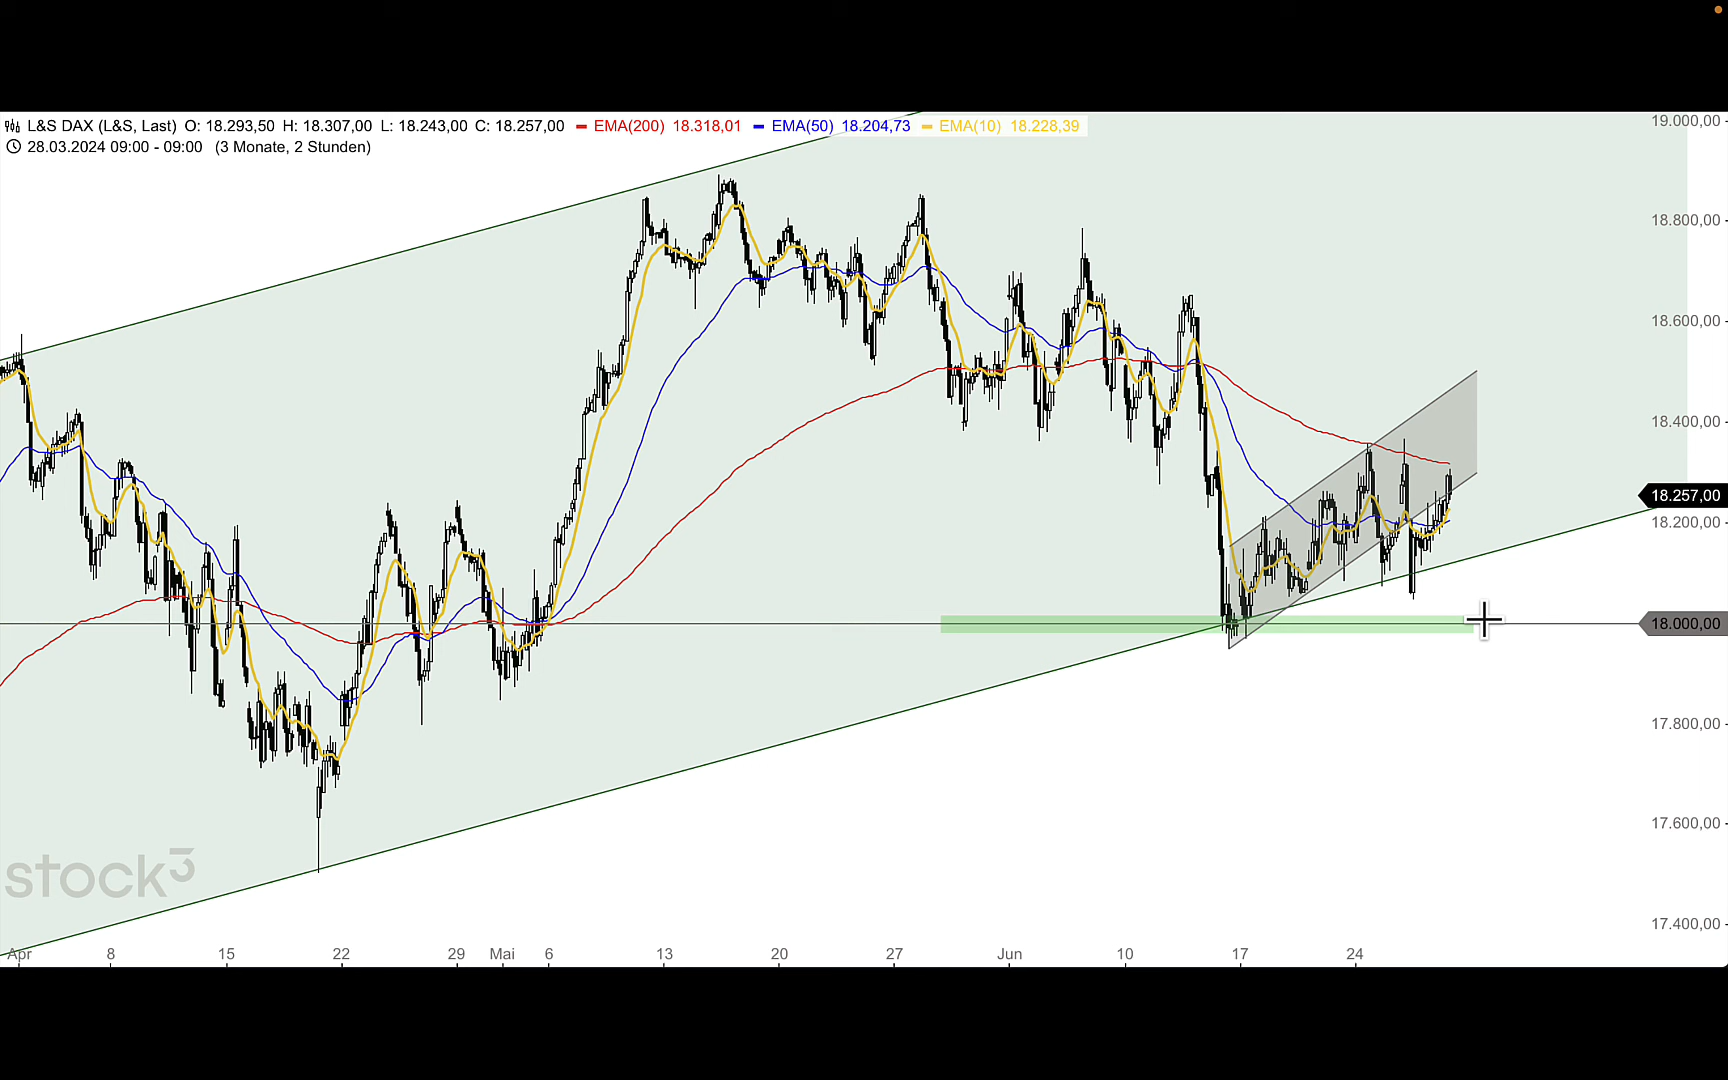 L&S DAX (L&S, Last) O: 18.293,50 H: 18.307,00 L: 18.243,00 C: 18.257,00 EMA(200) 18.318,01 EMA(50) 18.204,73 EMA(10) 18.228,39
28.03.2024 09:00 - 09:00 (3 Monate, 2 Stunden)
19.000,00
18.800,00
18.600,00
18.400,00
18.257,00
18.200,00
18.000,00
17.800,00
17.600,00
17.400,00
stock3
Apr 8 15 22 29 Mai 6 13 20 27 Jun 10 17 24